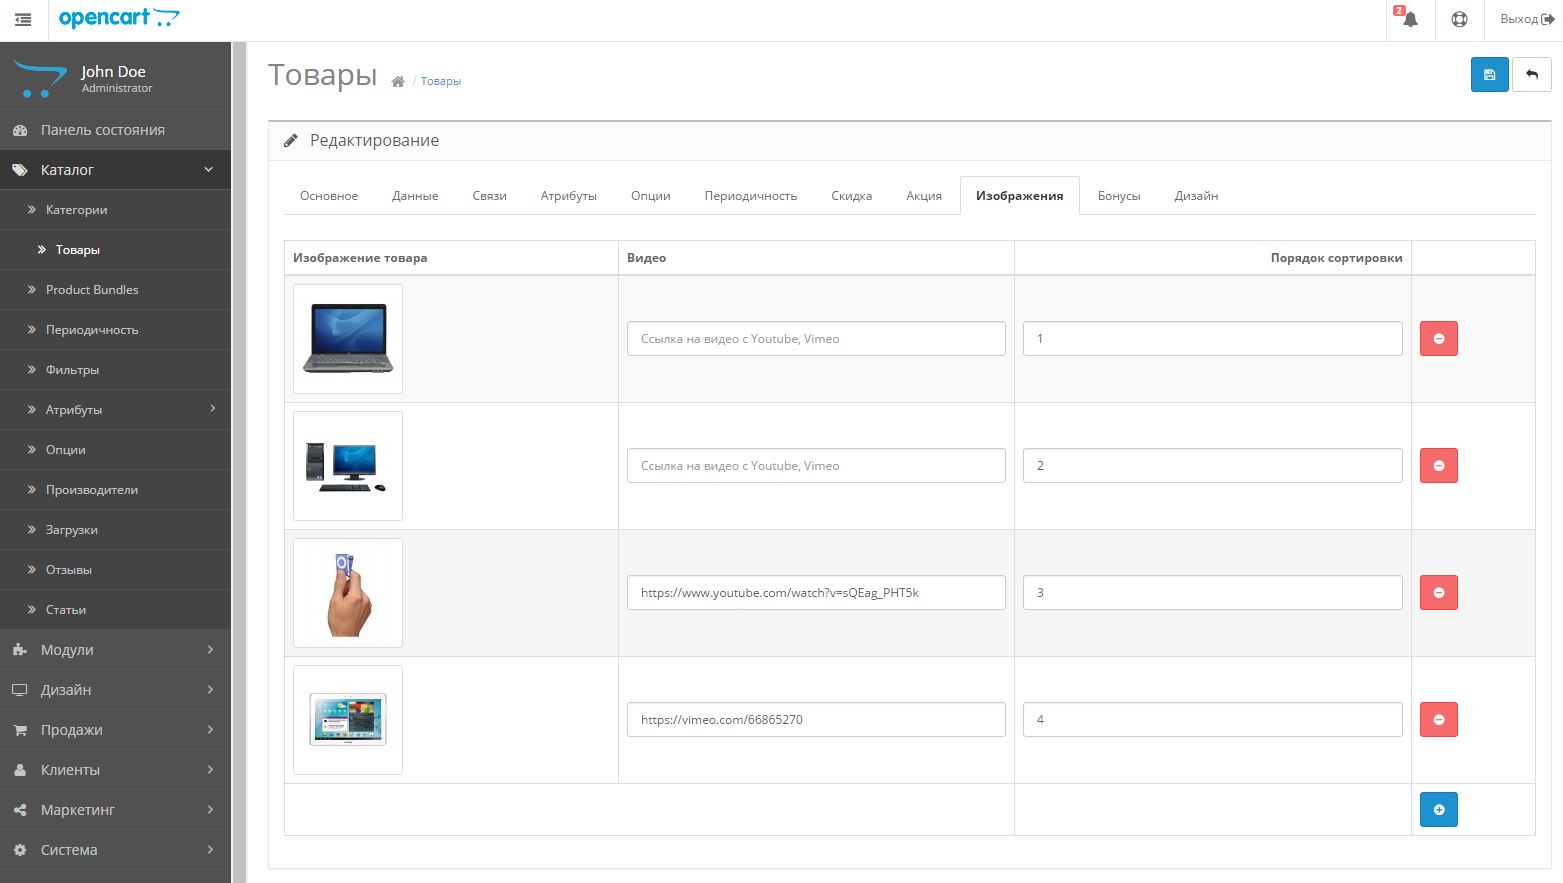 opencart
2
Выход
John Doe
Administrator
Панель состояния
Каталог
Категории
Товары
Product Bundles
Периодичность
Фильтры
Атрибуты
Опции
Производители
Загрузки
Отзывы
Статьи
Модули
Дизайн
Продажи
Клиенты
Маркетинг
Система
Товары / Товары
Редактирование
Основное Данные Связи Атрибуты Опции Периодичность Скидка Акция Изображения Бонусы Дизайн
Изображение товара Видео Порядок сортировки
Ссылка на видео с Youtube, Vimeo 1
Ссылка на видео с Youtube, Vimeo 2
https://www.youtube.com/watch?v=sQEag_PHT5k 3
https://vimeo.com/66865270 4